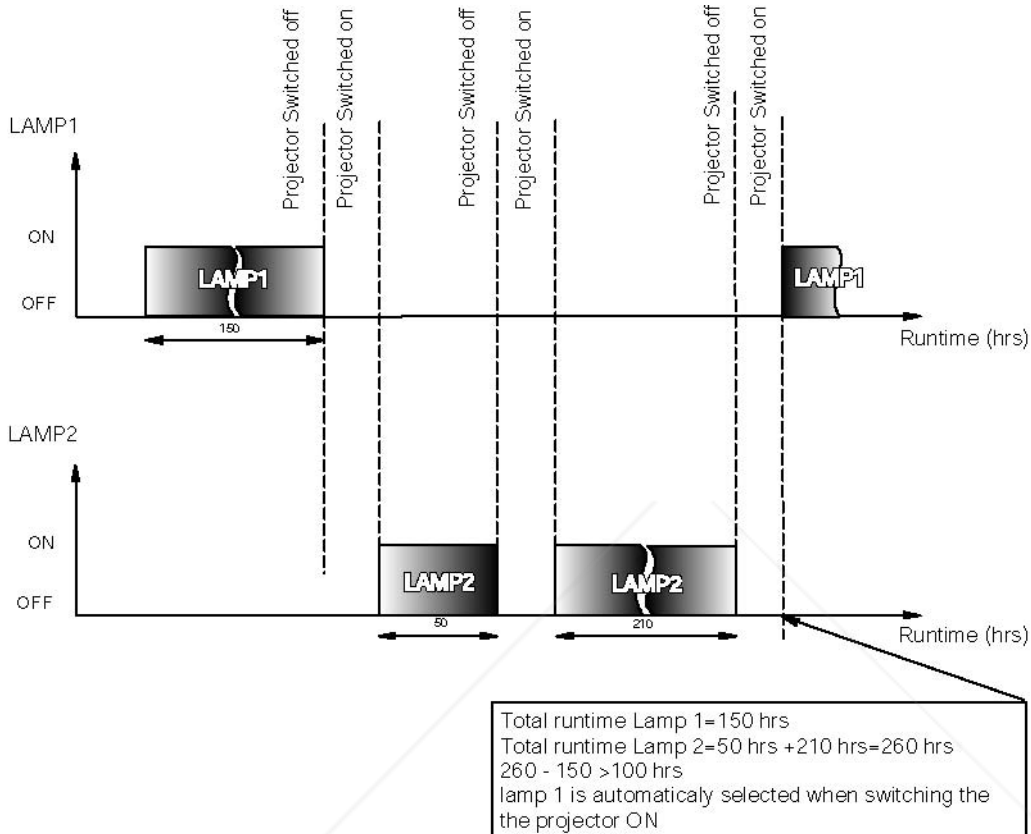 Projector Switched off
Projector Switched on
Projector Switched off
Projector Switched on
Projector Switched off
Projector Switched on
LAMP1
ON
OFF
LAMP1
LAMP1
150
Runtime (hrs)
LAMP2
ON
OFF
LAMP2
LAMP2
50
210
Runtime (hrs)
Total runtime Lamp 1=150 hrs
Total runtime Lamp 2=50 hrs +210 hrs=260 hrs
260 - 150 >100 hrs
lamp 1 is automaticaly selected when switching the
the projector ON